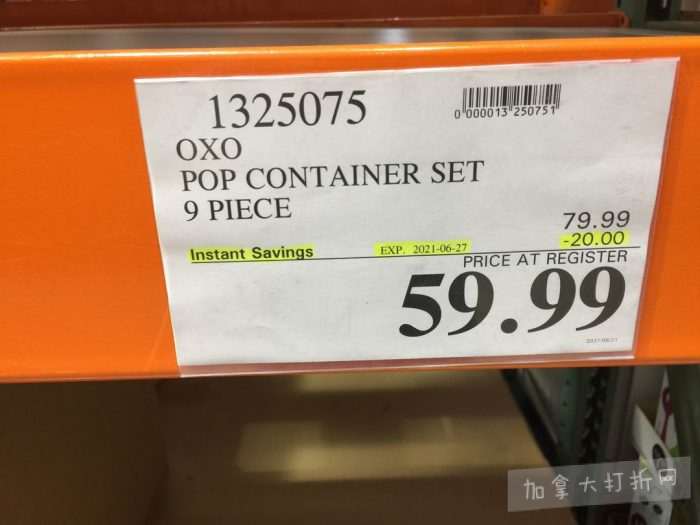 1325075
0 000013 250751
OXO
POP CONTAINER SET
9 PIECE
79.99
Instant Savings EXP. 2021-06-27 -20.00
PRICE AT REGISTER
59.99
加拿大打折网